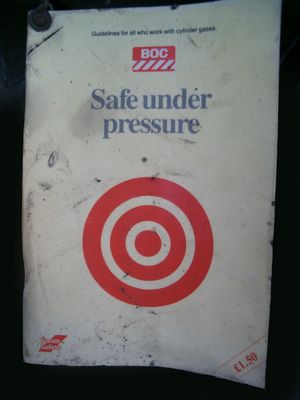 Guidelines for all who work with cylinder gases.
BOC
Safe under
pressure
£1.50